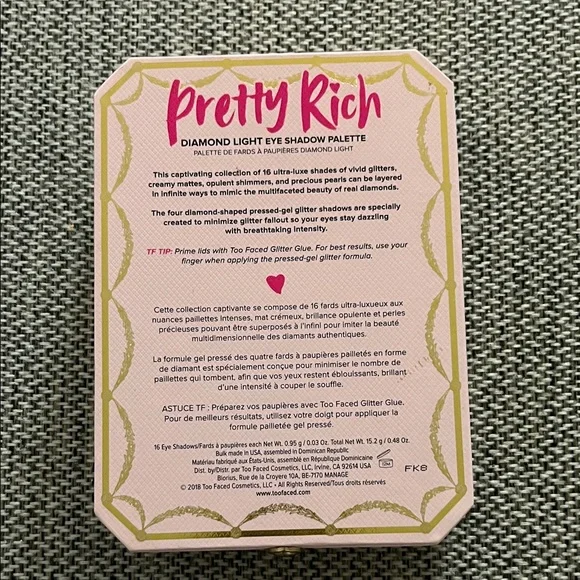 Pretty Rich
DIAMOND LIGHT EYE SHADOW PALETTE
PALETTE DE FARDS À PAUPIÈRES DIAMOND LIGHT
This captivating collection of 16 ultra-luxe shades of vivid glitters,
creamy mattes, opulent shimmers, and precious pearls can be layered
in infinite ways to mimic the multifaceted beauty of real diamonds.
The four diamond-shaped pressed-gel glitter shadows are specially
created to minimize glitter fallout so your eyes stay dazzling
with breathtaking intensity.
TF TIP: Prime lids with Too Faced Glitter Glue. For best results, use your
finger when applying the pressed-gel glitter formula.
Cette collection captivante se compose de 16 fards ultra-luxueux aux
nuances pailletées intenses, mat crémeux, brillance opulente et perles
précieuses pouvant être superposés à l'infini pour imiter la beauté
multidimensionnelle des diamants authentiques.
La formule gel pressé des quatre fards à paupières pailletés en forme
de diamant est spécialement conçue pour minimiser le nombre de
paillettes qui tombent, afin que vos yeux restent éblouissants, brillant
d'une intensité à couper le souffle.
ASTUCE TF : Préparez vos paupières avec Too Faced Glitter Glue.
Pour de meilleurs résultats, utilisez votre doigt pour appliquer la
formule pailletée gel pressé.
16 Eye Shadows/Fards à paupières each Net Wt. 0.95 g/ 0.03 Oz. Total Net Wt. 15.2 g / 0.48 Oz.
Bulk made in USA, assembled in Dominican Republic
Matériau fabriqué aux États-Unis, assemblé en République Dominicaine
Dist. by/Distr. par Too Faced Cosmetics, LLC, Irvine, CA 92614 USA
Blorius, Rue de la Croyere 10A, BE-7170 MANAGE
12M
FK8
© 2018 Too Faced Cosmetics, LLC • All Rights Reserved/Tous droits réservés
www.toofaced.com